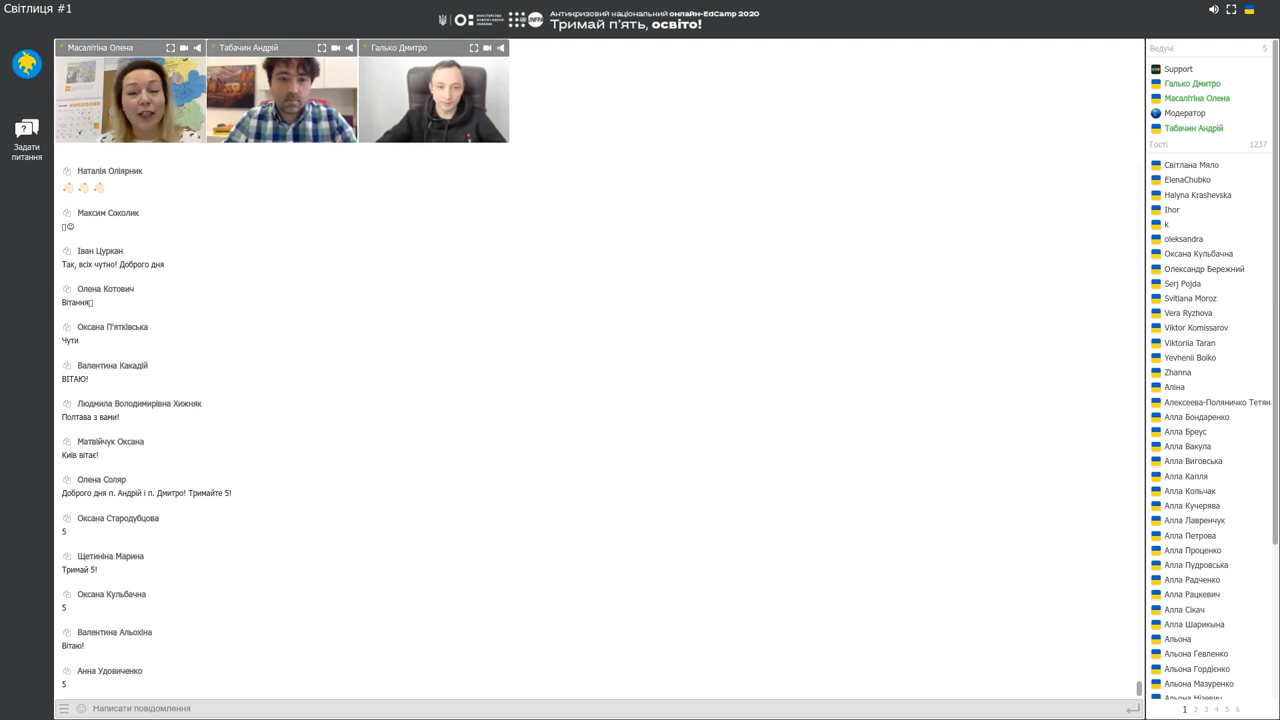 Світлиця #1
МІНІСТЕРСТВО
ОСВІТИ І НАУКИ
УКРАЇНИ
Антикризовий національний онлайн-EdCamp 2020
Тримай п'ять, освіто!
Задати
питання
Масалітіна Олена
Табачин Андрій
Галько Дмитро
Наталія Оліярник
Максим Соколик
Іван Цуркан
Так, всіх чутно! Доброго дня
Олена Котович
Вітання
Оксана П'ятківська
Чути
Валентина Какадій
ВІТАЮ!
Людмила Володимирівна Хижняк
Полтава з вами!
Матвійчук Оксана
Київ вітає!
Олена Соляр
Доброго дня п. Андрій і п. Дмитро! Тримайте 5!
Оксана Стародубцова
5
Щетиніна Марина
Тримай 5!
Оксана Кульбачна
5
Валентина Альохіна
Вітаю!
Анна Удовиченко
5
Написати повідомлення
Ведучі 5
Support
Галько Дмитро
Масалітіна Олена
Модератор
Табачин Андрій
Гості 1237
Світлана Мяло
ElenaChubko
Halyna Krashevska
Ihor
k
oleksandra
Оксана Кульбачна
Олександр Бережний
Serj Pojda
Svitlana Moroz
Vera Ryzhova
Viktor Komissarov
Viktoriia Taran
Yevhenii Boiko
Zhanna
Аліна
Алексеева-Поляничко Тетян
Алла Бондаренко
Алла Бреус
Алла Вакула
Алла Виговська
Алла Капля
Алла Кольчак
Алла Кучерява
Алла Лавренчук
Алла Петрова
Алла Проценко
Алла Пудровська
Алла Радченко
Алла Рацкевич
Алла Сікач
Алла Шарикына
Альона
Альона Гевленко
Альона Гордієнко
Альона Мазуренко
Альона Нізевич
1 2 3 4 5 6